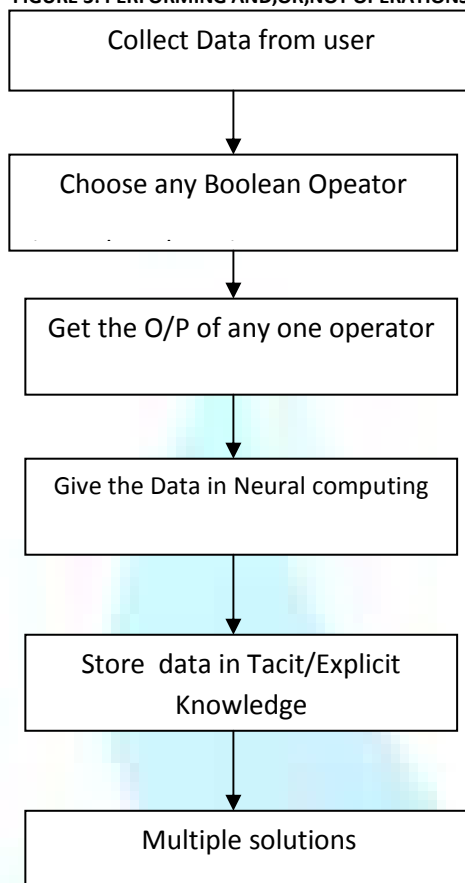 FIGURE 3: PERFORMING AND,OR,NOT OPERATIONS
Collect Data from user
Choose any Boolean Opeator
Get the O/P of any one operator
Give the Data in Neural computing
Store data in Tacit/Explicit
Knowledge
Multiple solutions